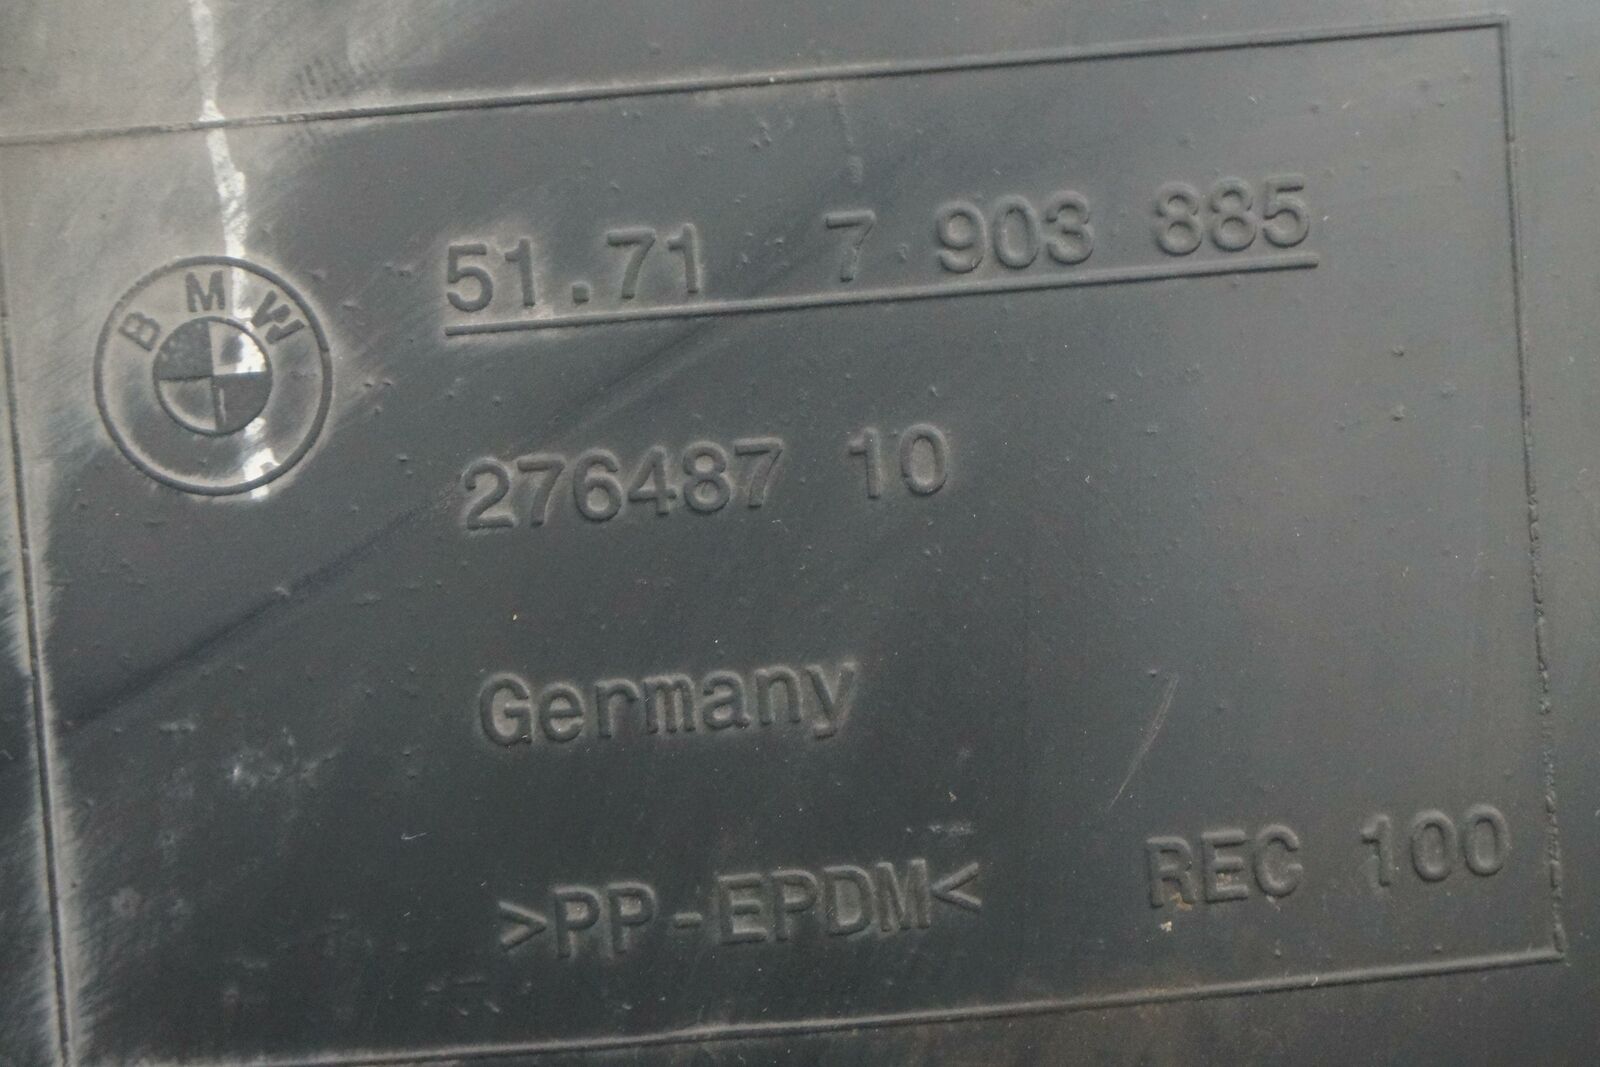 BMW
51.71 7 903 885
276487 10
Germany
>PP-EPDM< REC 100